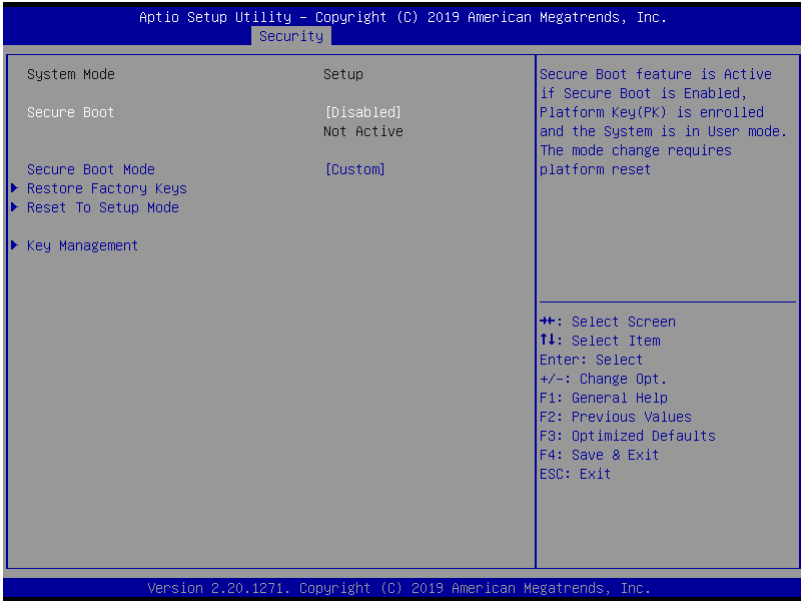 Aptio Setup Utility – Copyright (C) 2019 American Megatrends, Inc.
Security
System Mode Setup
Secure Boot [Disabled]
Not Active
Secure Boot Mode [Custom]
Restore Factory Keys
Reset To Setup Mode
Key Management
Secure Boot feature is Active
if Secure Boot is Enabled,
Platform Key(PK) is enrolled
and the System is in User mode.
The mode change requires
platform reset
→←: Select Screen
↑↓: Select Item
Enter: Select
+/-: Change Opt.
F1: General Help
F2: Previous Values
F3: Optimized Defaults
F4: Save & Exit
ESC: Exit
Version 2.20.1271. Copyright (C) 2019 American Megatrends, Inc.